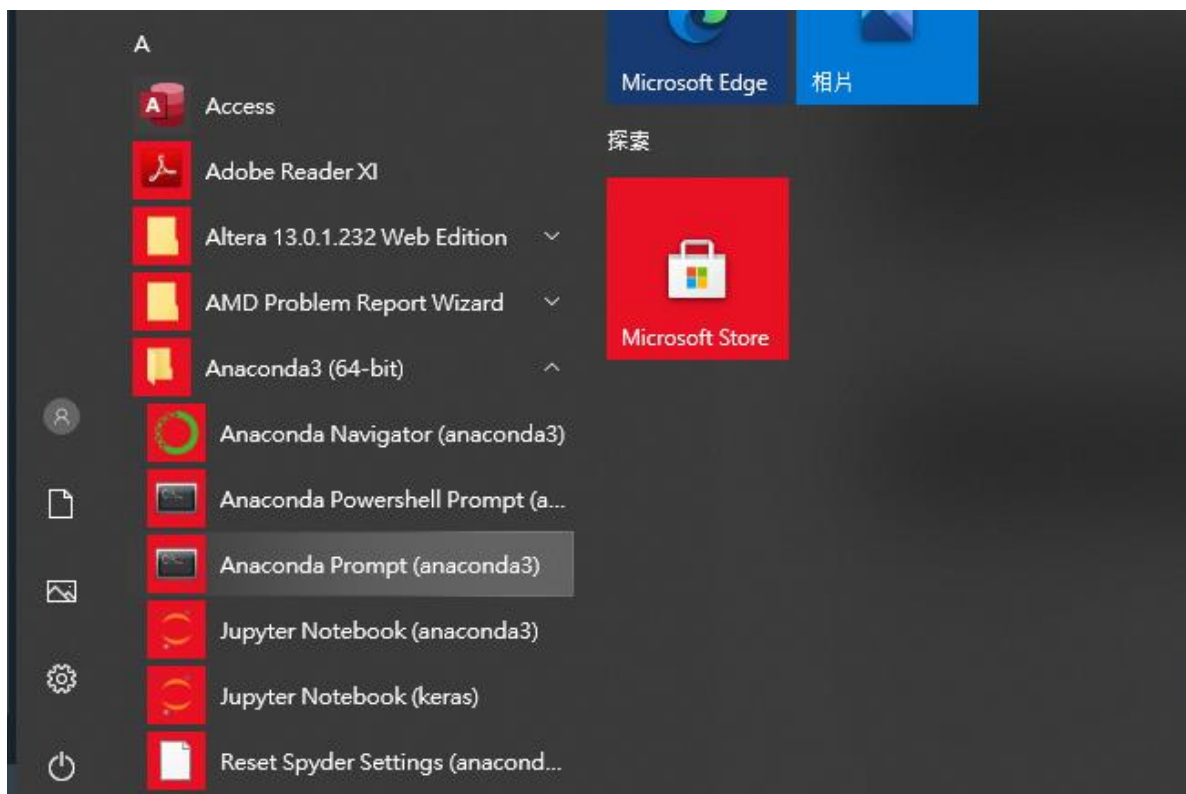 A
Access
Adobe Reader XI
Altera 13.0.1.232 Web Edition
AMD Problem Report Wizard
Anaconda3 (64-bit)
Anaconda Navigator (anaconda3)
Anaconda Powershell Prompt (a...
Anaconda Prompt (anaconda3)
Jupyter Notebook (anaconda3)
Jupyter Notebook (keras)
Reset Spyder Settings (anacond...
Microsoft Edge
相片
探索
Microsoft Store